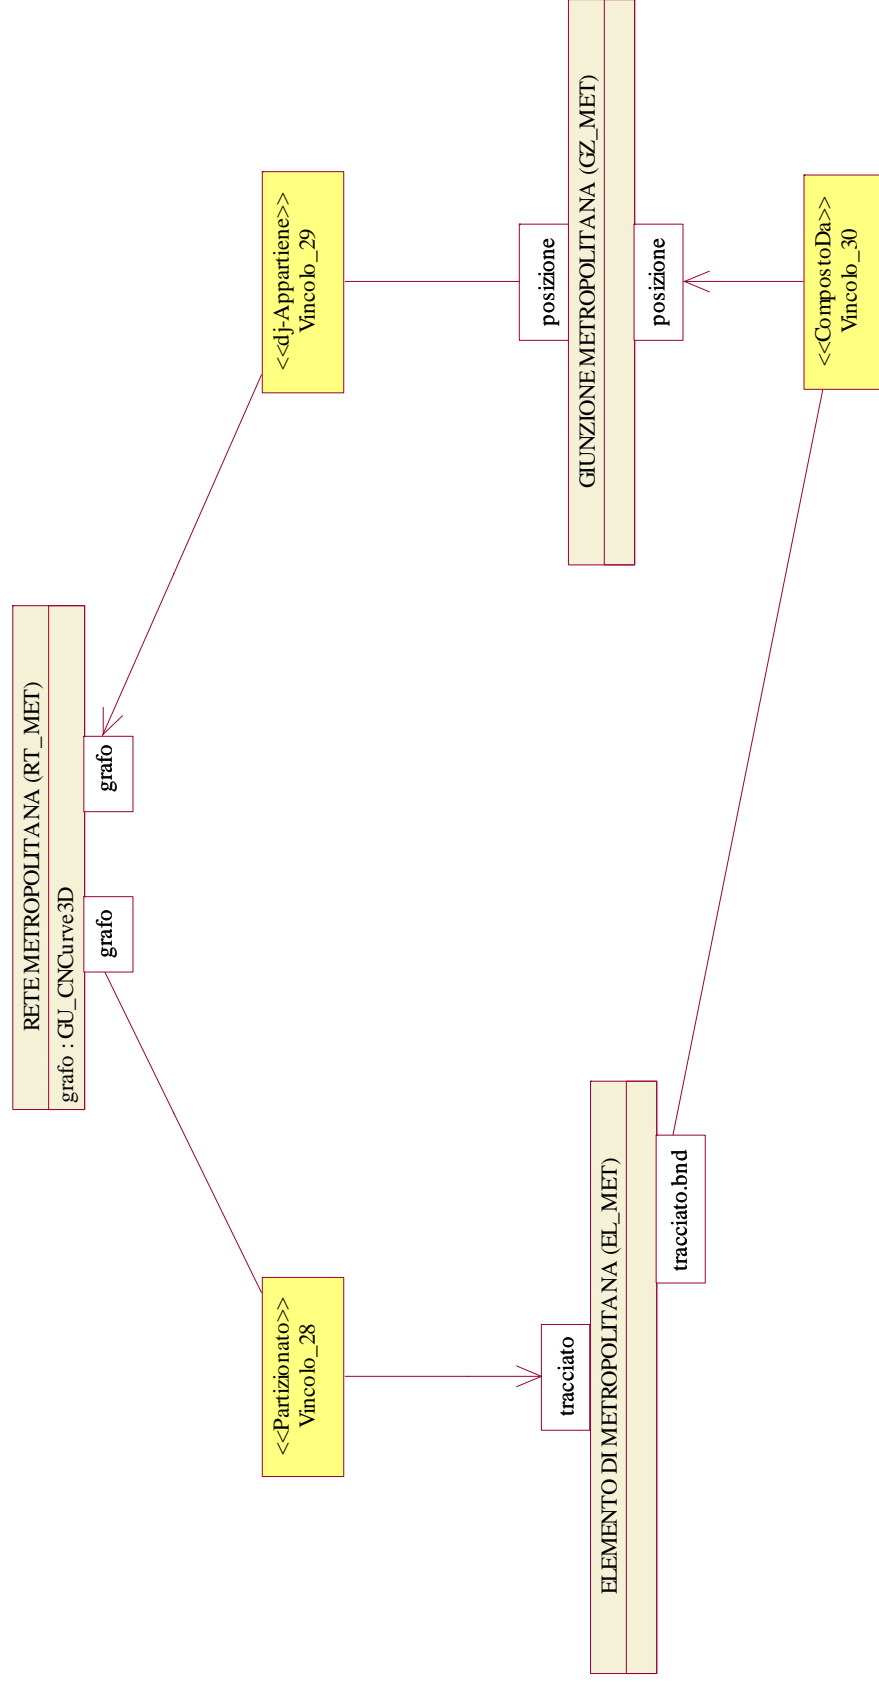 RETE METROPOLITANA (RT_MET)
grafo : GU_CNCurve3D
grafo
grafo
<<Partizionato>>
Vincolo_28
<<dj-Appartiene>>
Vincolo_29
tracciato
ELEMENTO DI METROPOLITANA (EL_MET)
tracciato.bnd
posizione
GIUNZIONE METROPOLITANA (GZ_MET)
posizione
<<CompostoDa>>
Vincolo_30